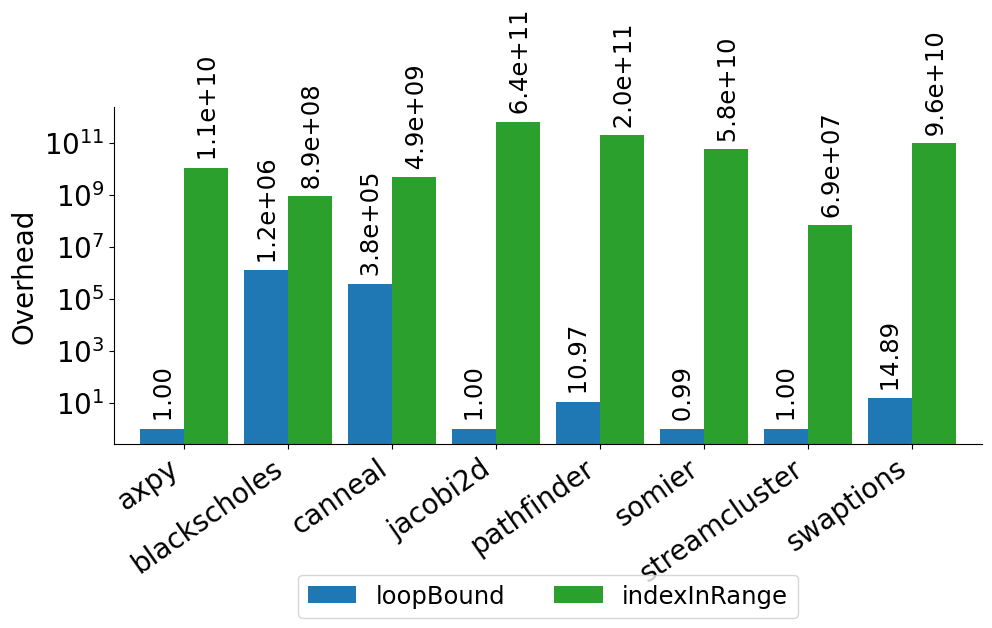 Overhead
10^11
10^9
10^7
10^5
10^3
10^1
1.00
1.1e+10
1.2e+06
8.9e+08
3.8e+05
4.9e+09
1.00
6.4e+11
10.97
2.0e+11
0.99
5.8e+10
1.00
6.9e+07
14.89
9.6e+10
axpy
blackscholes
canneal
jacobi2d
pathfinder
somier
streamcluster
swaptions
loopBound
indexInRange